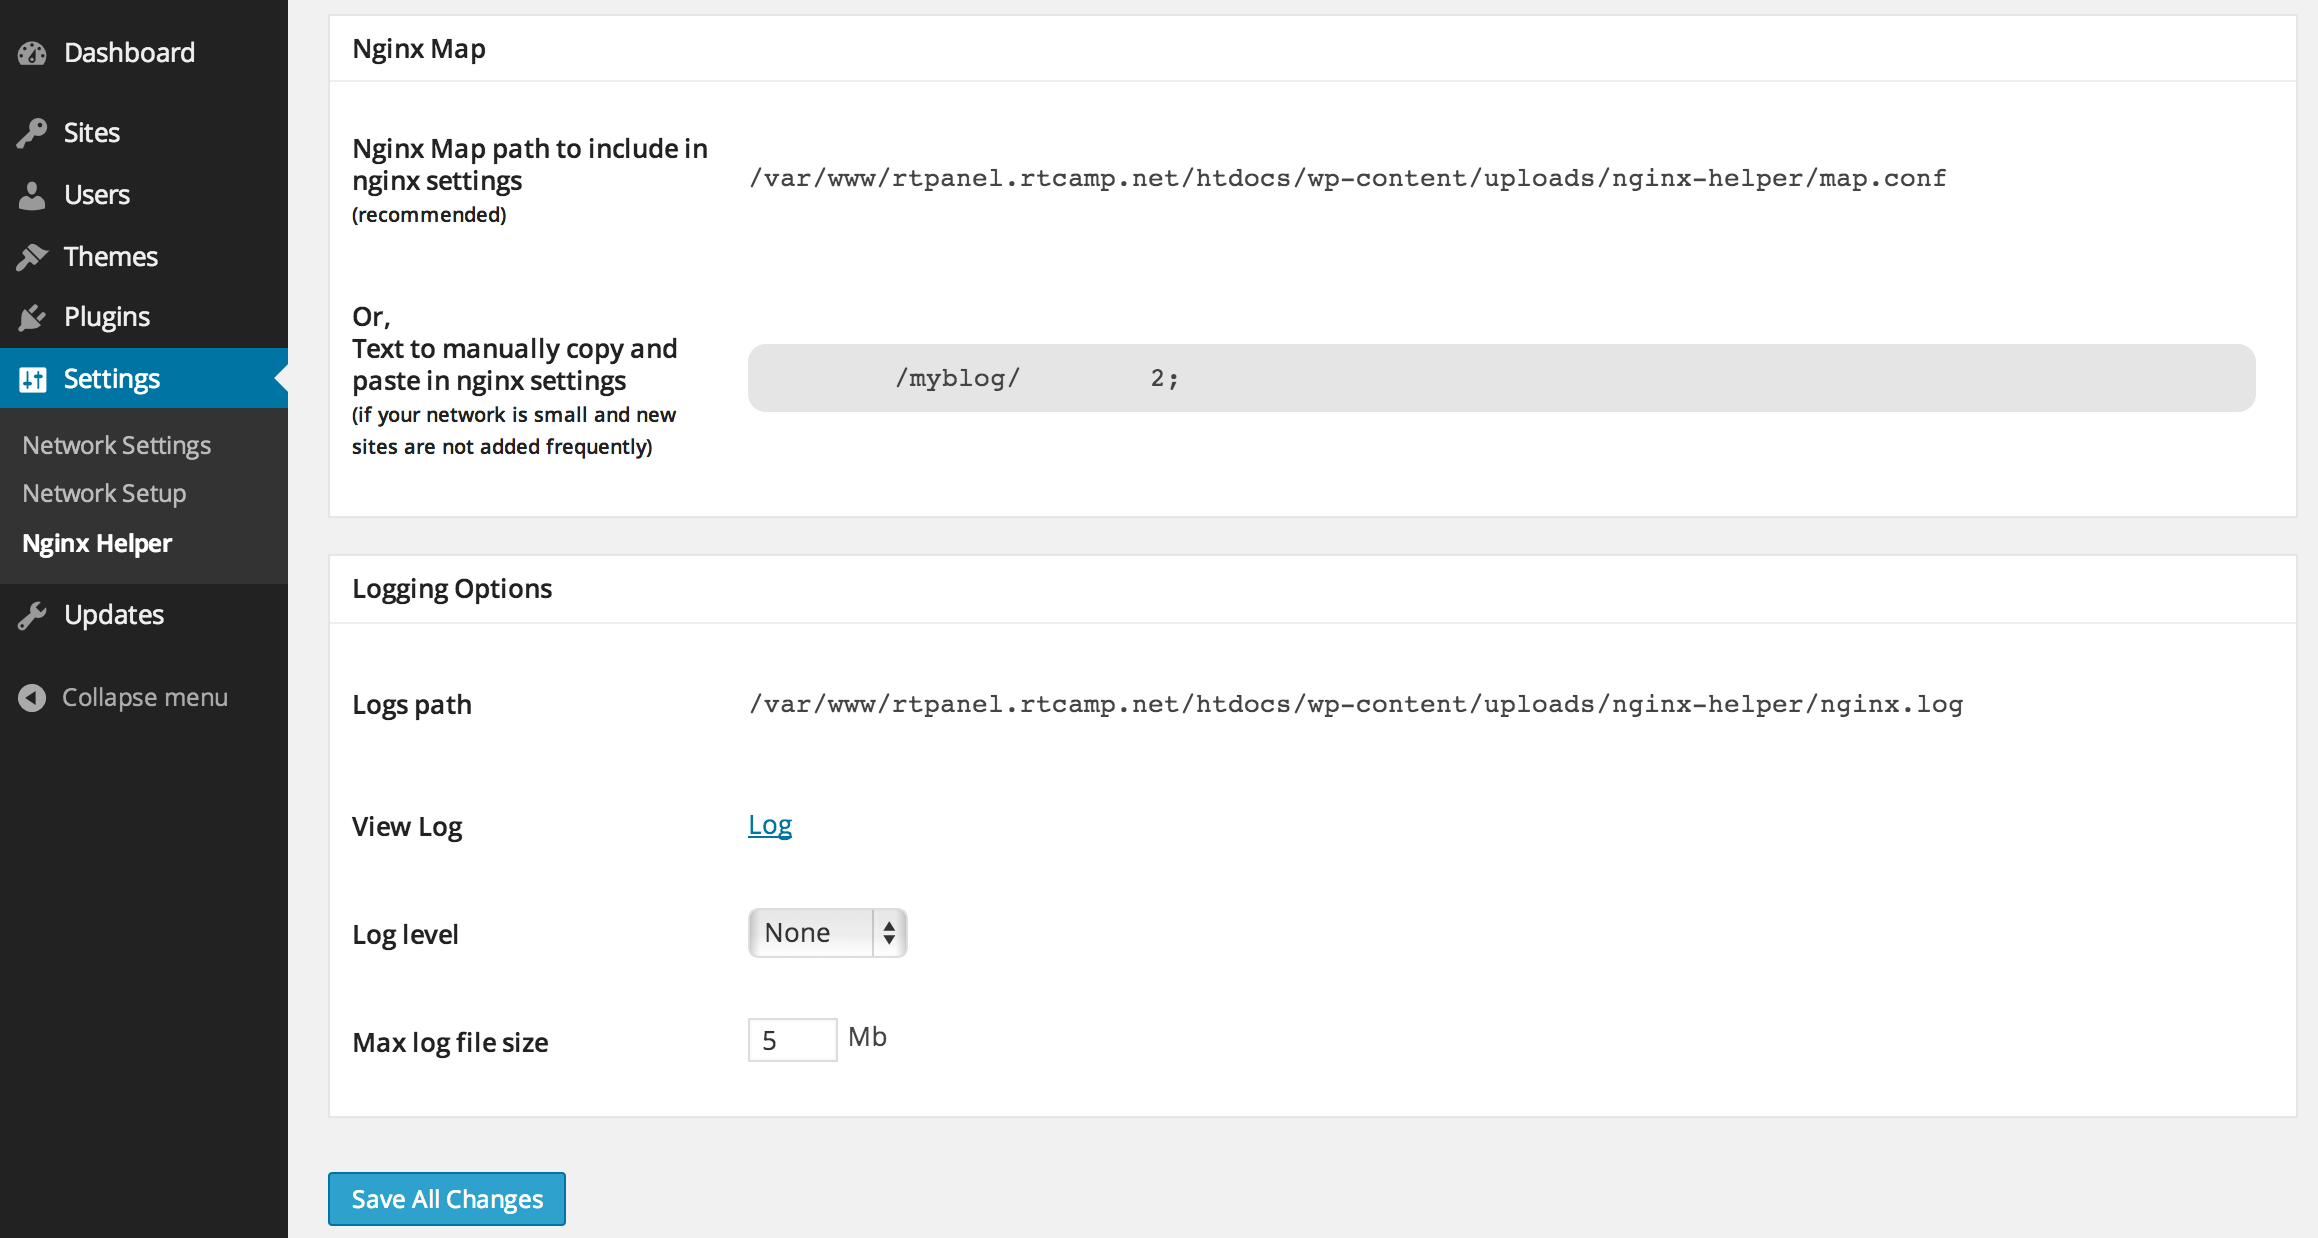 Dashboard
Sites
Users
Themes
Plugins
Settings
Network Settings
Network Setup
Nginx Helper
Updates
Collapse menu
Nginx Map
Nginx Map path to include in
nginx settings
(recommended)
/var/www/rtpanel.rtcamp.net/htdocs/wp-content/uploads/nginx-helper/map.conf
Or,
Text to manually copy and
paste in nginx settings
(if your network is small and new
sites are not added frequently)
/myblog/ 2;
Logging Options
Logs path
/var/www/rtpanel.rtcamp.net/htdocs/wp-content/uploads/nginx-helper/nginx.log
View Log
Log
Log level
None
Max log file size
5 Mb
Save All Changes